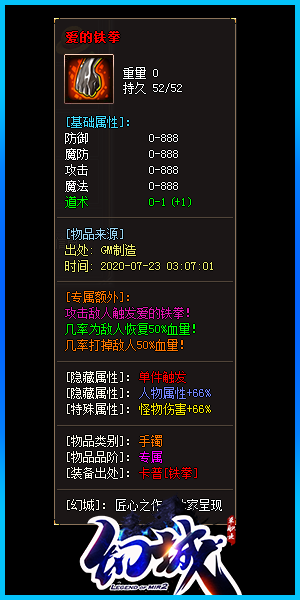 爱的铁拳
重量 0
持久 52/52
[基础属性]:
防御 0-888
魔防 0-888
攻击 0-888
魔法 0-888
道术 0-1 (+1)
[物品来源]
出处: GM制造
时间: 2020-07-23 03:07:01
[专属额外]:
攻击敌人触发爱的铁拳!
几率为敌人恢复50%血量!
几率打掉敌人50%血量!
[隐藏属性]: 单件触发
[隐藏属性]: 人物属性+66%
[特殊属性]: 怪物伤害+66%
[物品类别]: 手镯
[物品品阶]: 专属
[装备出处]: 卡普[铁拳]
[幻城]: 匠心之作 家呈现
幻城
LEGEND OF MIR2